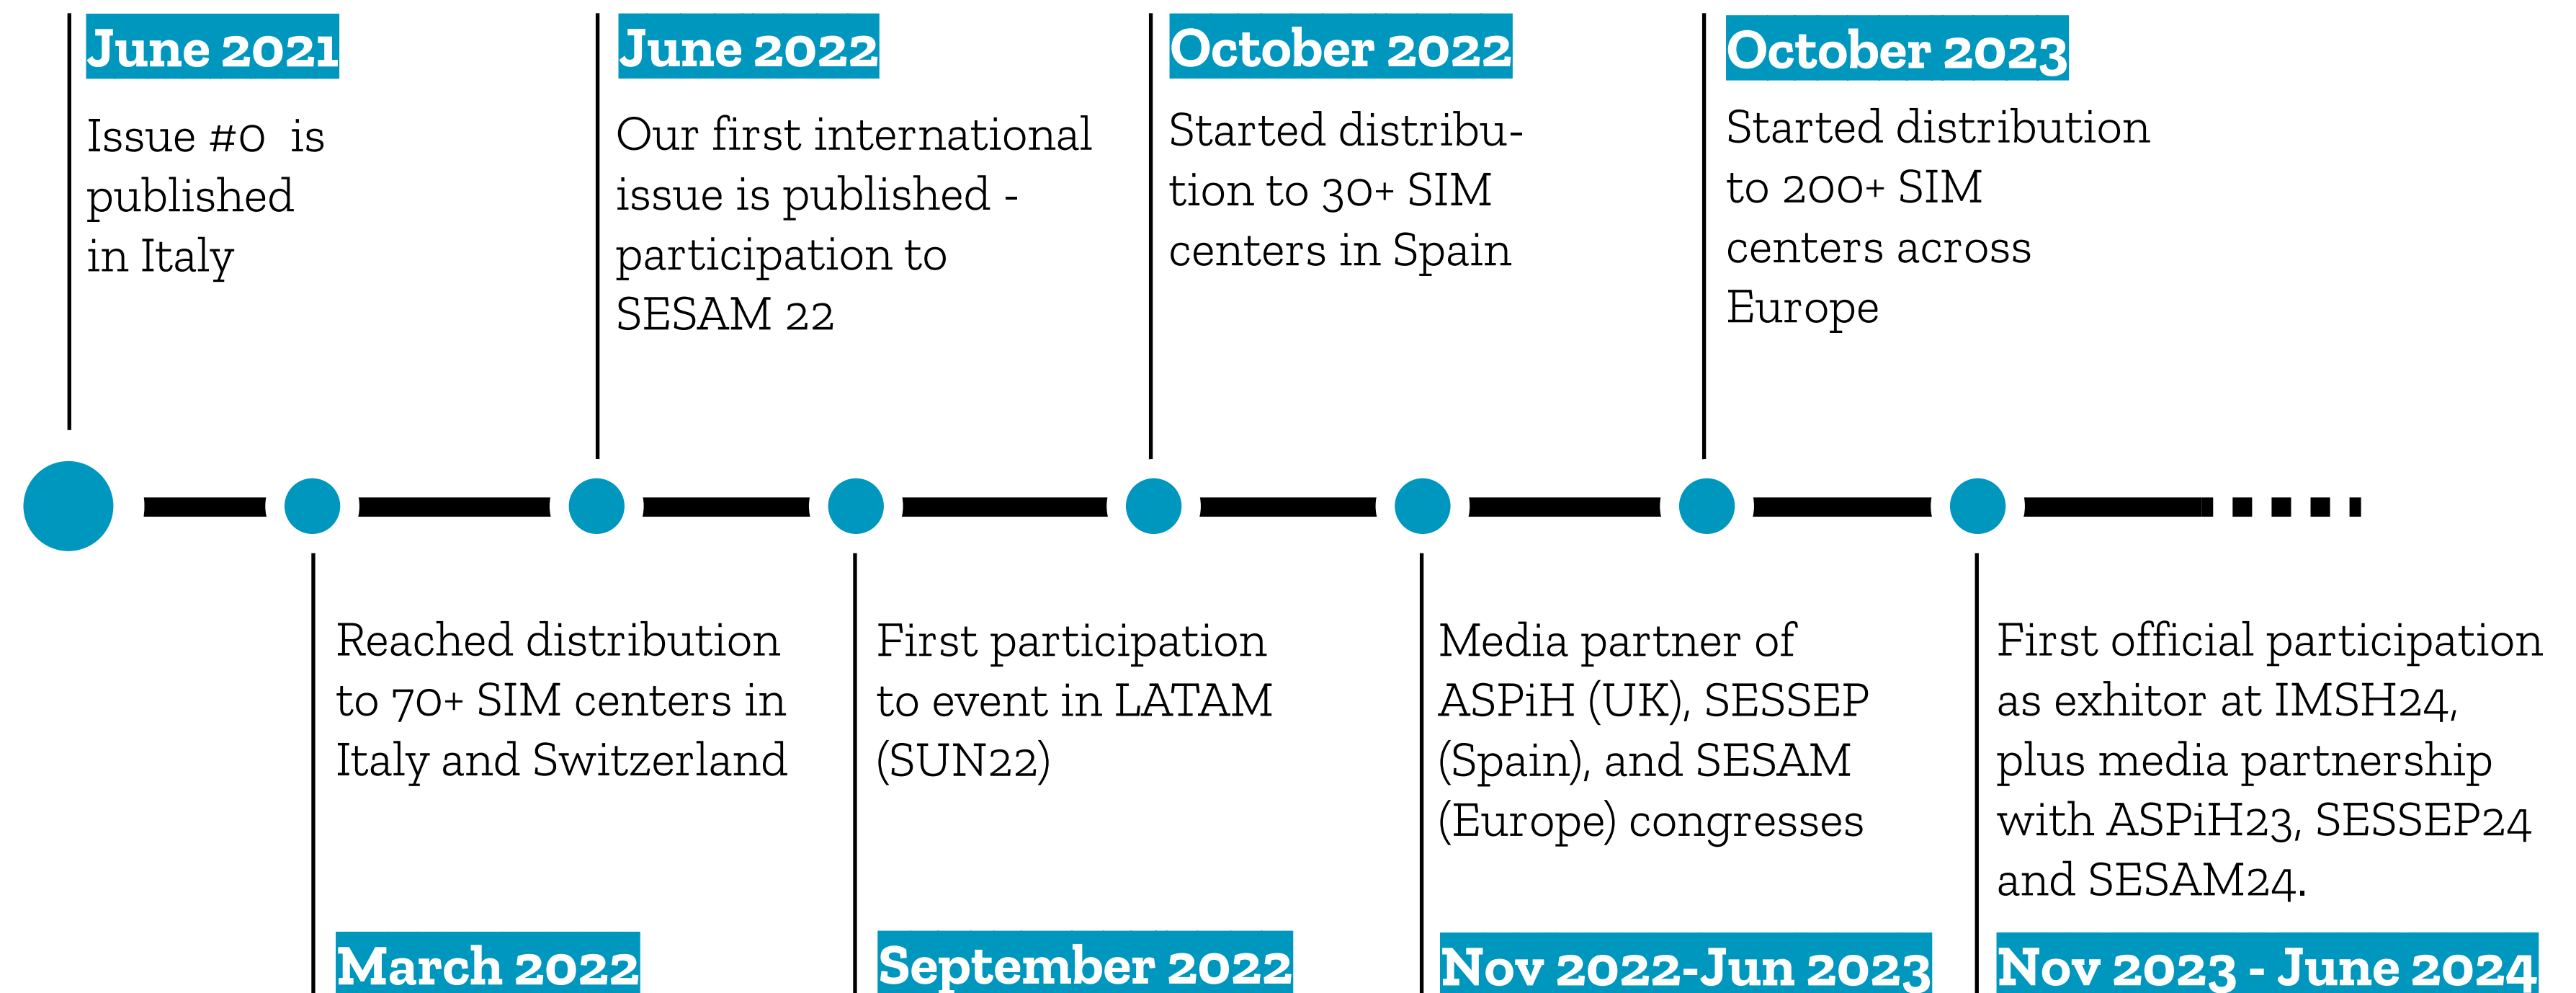 June 2021
Issue #0 is
published
in Italy
June 2022
Our first international
issue is published -
participation to
SESAM 22
October 2022
Started distribu-
tion to 30+ SIM
centers in Spain
October 2023
Started distribution
to 200+ SIM
centers across
Europe
Reached distribution
to 70+ SIM centers in
Italy and Switzerland
March 2022
First participation
to event in LATAM
(SUN22)
September 2022
Media partner of
ASPiH (UK), SESSEP
(Spain), and SESAM
(Europe) congresses
Nov 2022-Jun 2023
First official participation
as exhitor at IMSH24,
plus media partnership
with ASPiH23, SESSEP24
and SESAM24.
Nov 2023 - June 2024